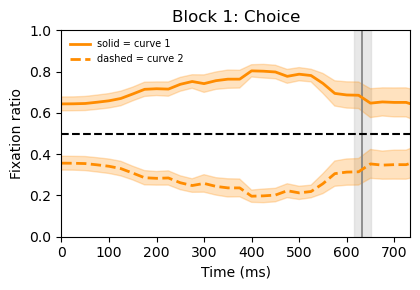 Block 1: Choice
solid = curve 1
dashed = curve 2
Fixation ratio
1.0
0.8
0.6
0.4
0.2
0.0
0 100 200 300 400 500 600 700
Time (ms)